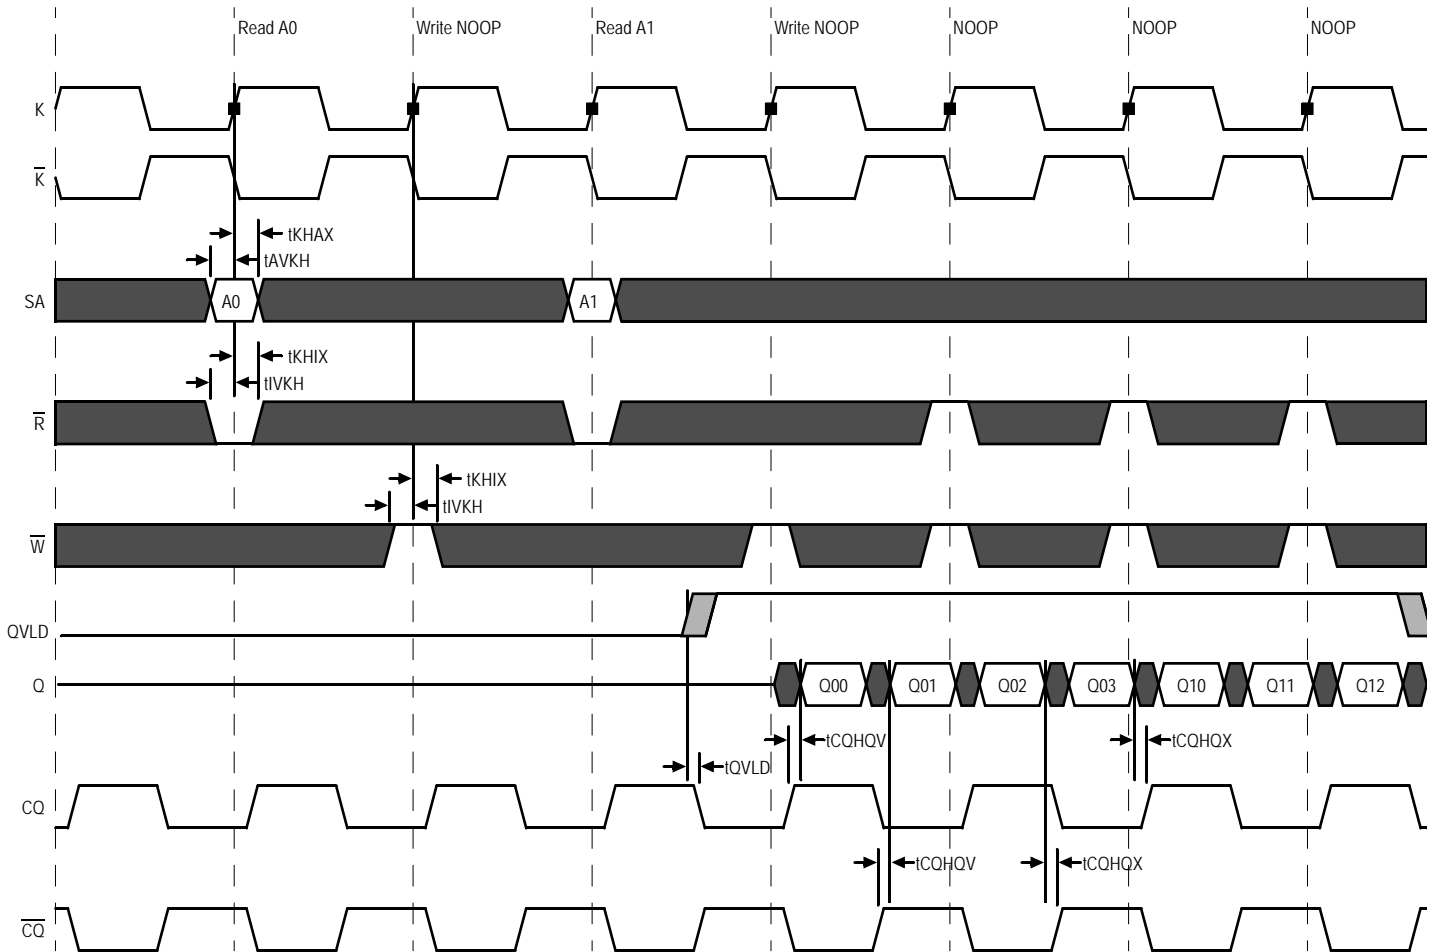 Read A0 Write NOOP Read A1 Write NOOP NOOP NOOP NOOP
K
K̅
tKHAX
tAVKH
SA A0 A1
tKHIX
tIVKH
R̅
tKHIX
tIVKH
W̅
QVLD
Q Q00 Q01 Q02 Q03 Q10 Q11 Q12
tCQHQV tCQHQX
tQVLD
CQ
tCQHQV tCQHQX
C̅Q̅